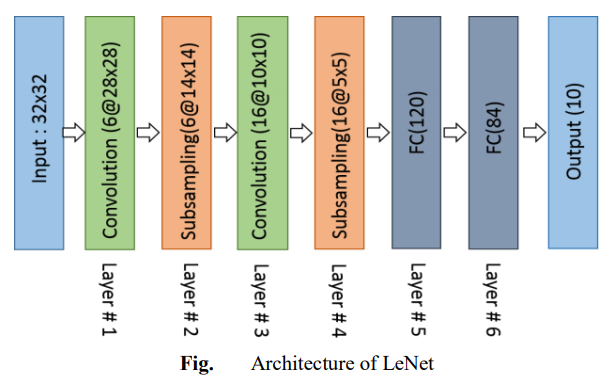 Input : 32x32
Convolution (6@28x28)
Subsampling(6@14x14)
Convolution (16@10x10)
Subsampling(16@5x5)
FC(120)
FC(84)
Output (10)
Layer # 1
Layer # 2
Layer # 3
Layer # 4
Layer # 5
Layer # 6
Fig. Architecture of LeNet